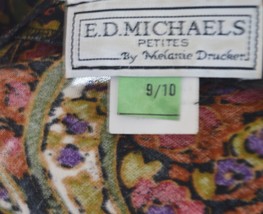 E.D. MICHAELS
PETITES
By Melanie Drucker
9/10